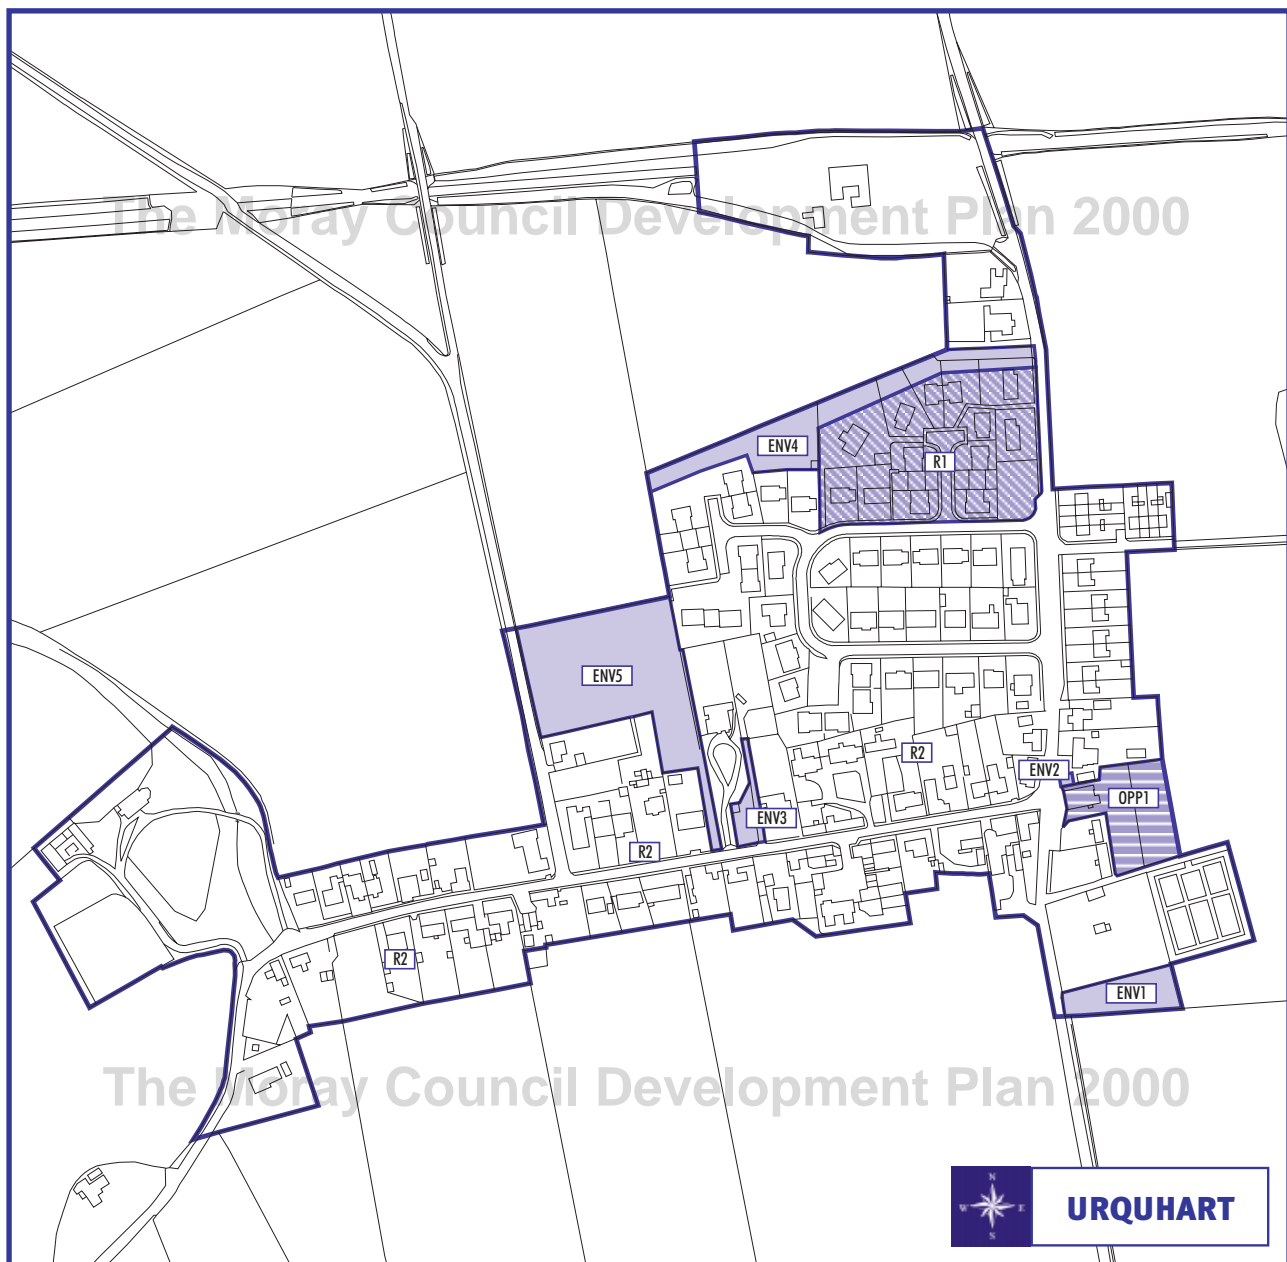 The Moray Council Development Plan 2000
ENV4
R1
ENV5
R2
ENV2
OPP1
ENV3
R2
R2
ENV1
The Moray Council Development Plan 2000
N
W E
S
URQUHART